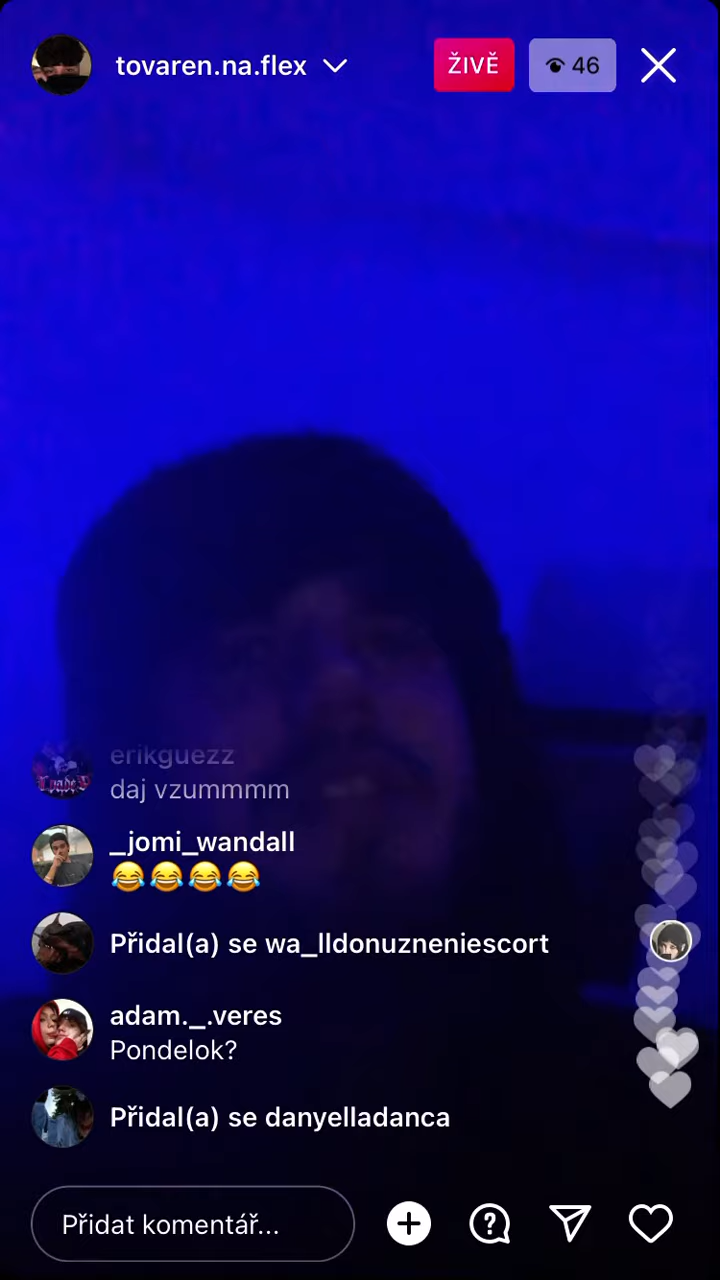 tovaren.na.flex
ŽIVĚ
46
erikguezz
daj vzummmm
_jomi_wandall
😂😂😂😂
Přidal(a) se wa_lldonuzneniescort
adam._.veres
Pondelok?
Přidal(a) se danyelladanca
Přidat komentář...